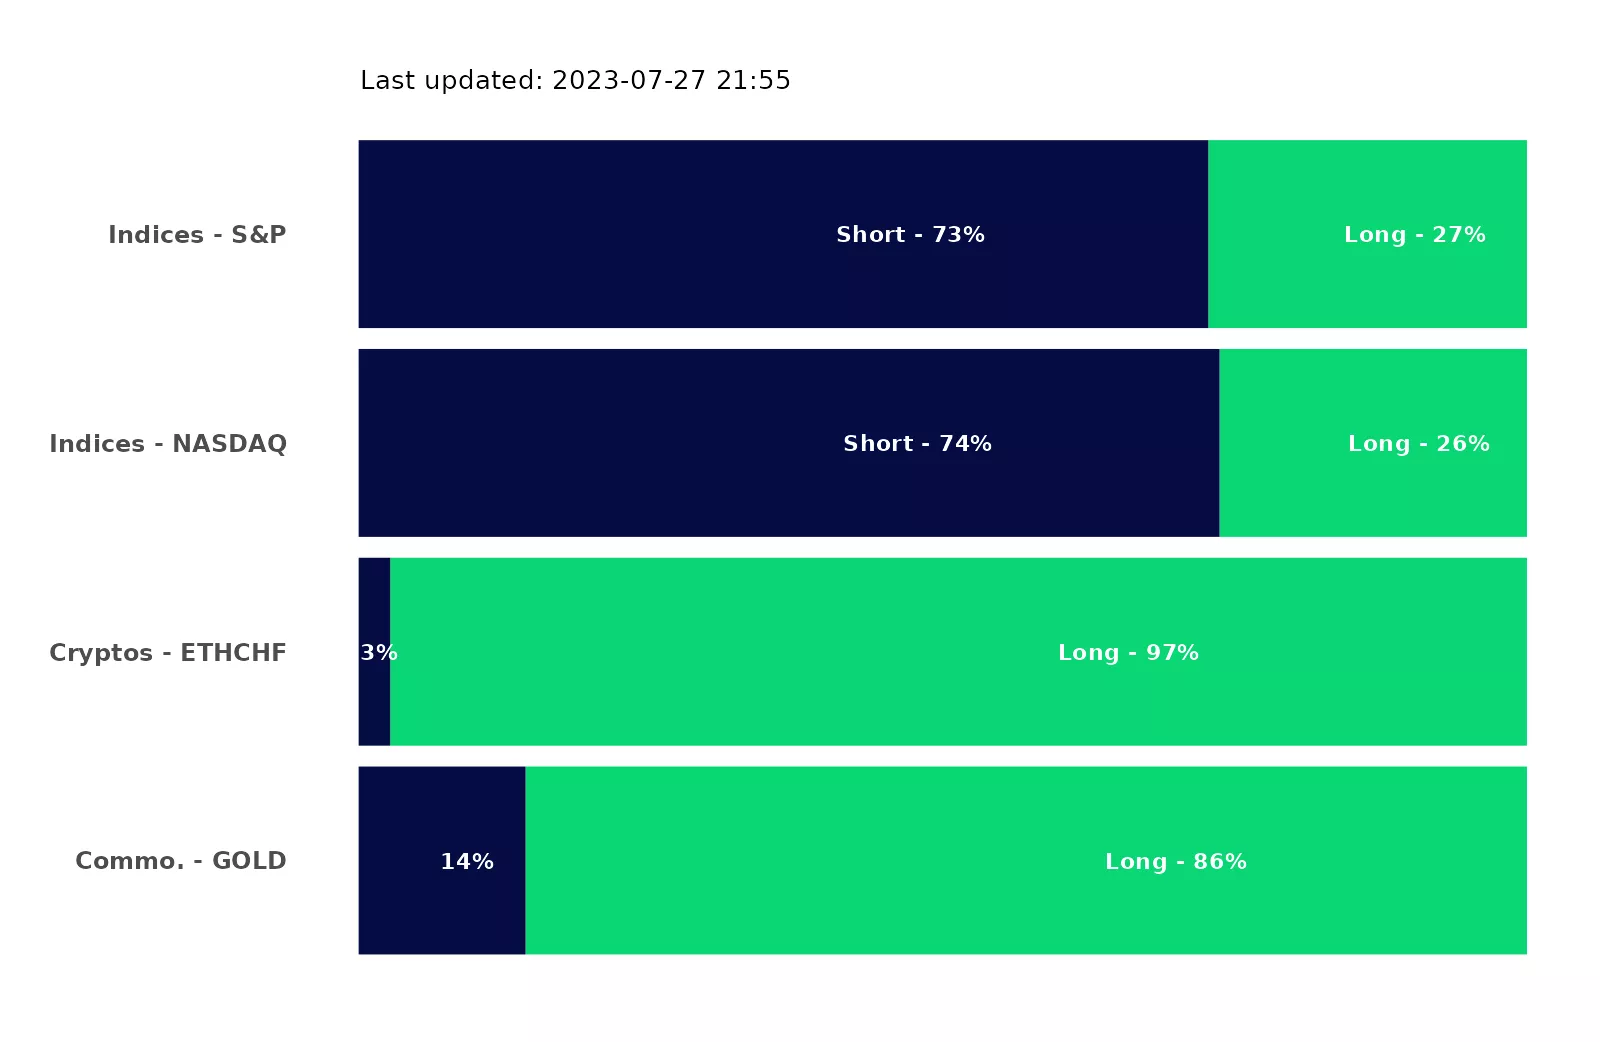 Last updated: 2023-07-27 21:55
Indices - S&P
Short - 73%
Long - 27%
Indices - NASDAQ
Short - 74%
Long - 26%
Cryptos - ETHCHF
3%
Long - 97%
Commo. - GOLD
14%
Long - 86%